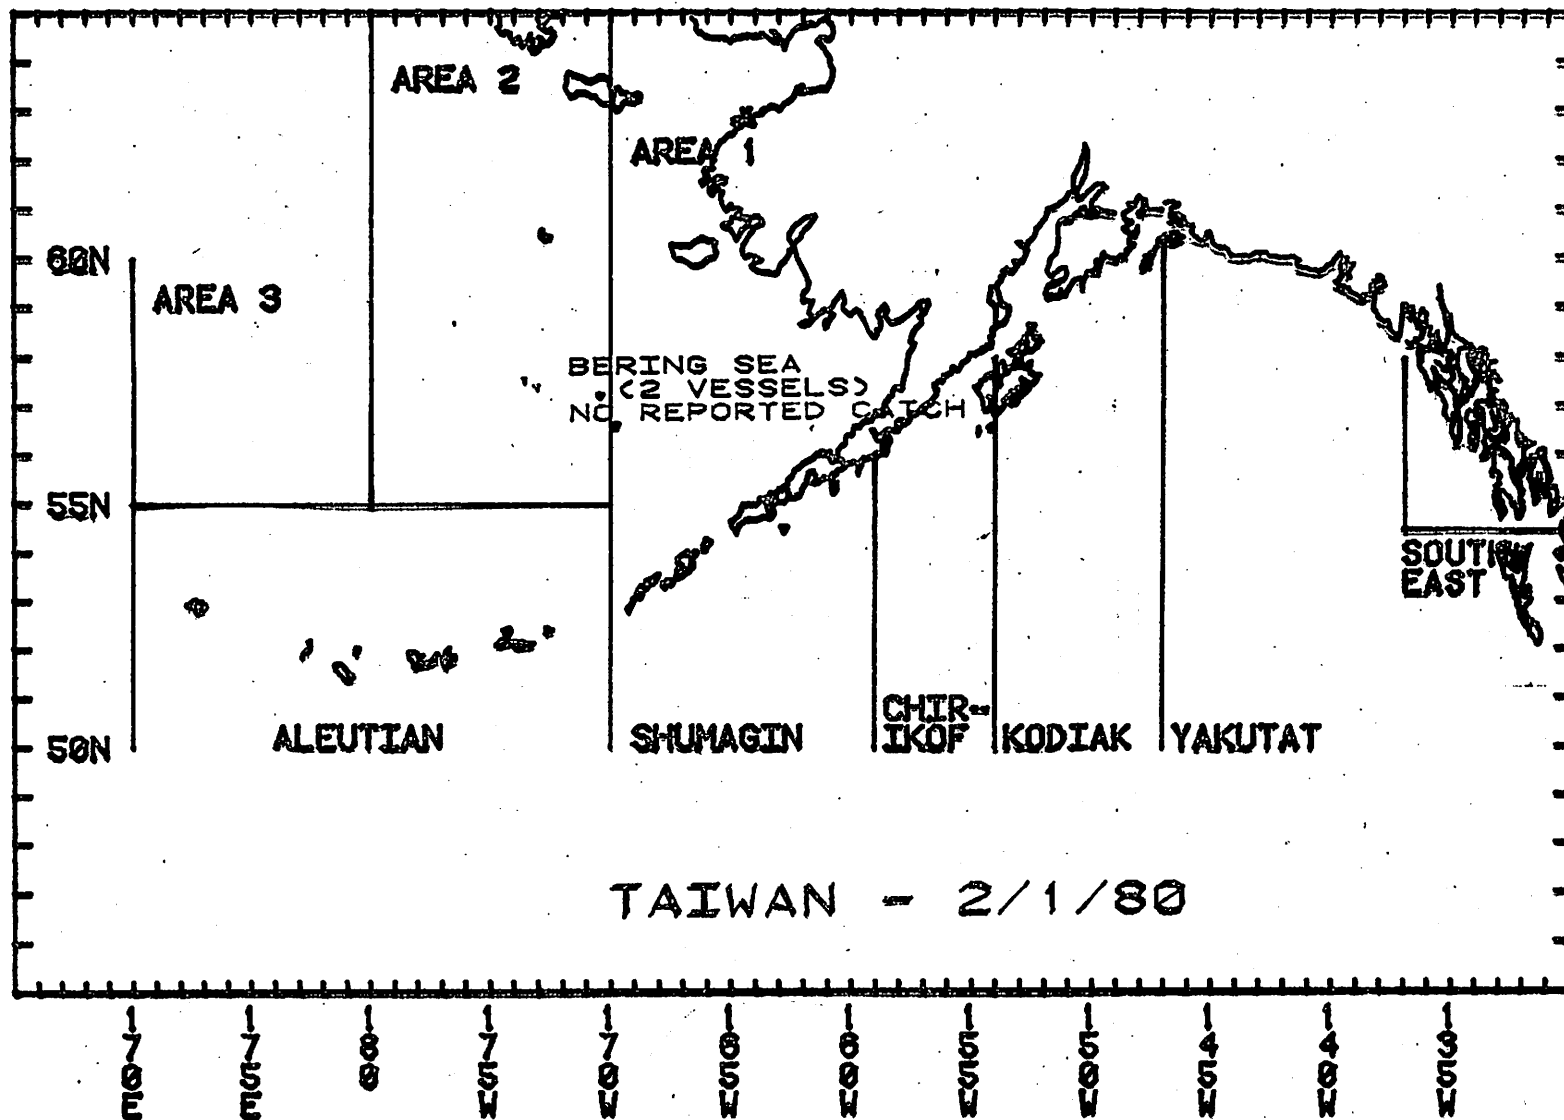 AREA 2
AREA 1
60N
AREA 3
BERING SEA
(2 VESSELS)
NO REPORTED CATCH
55N
SOUTH
EAST
50N
ALEUTIAN
SHUMAGIN
CHIR-
IKOF
KODIAK
YAKUTAT
TAIWAN - 2/1/80
170E
175E
180
175W
170W
165W
160W
155W
150W
145W
140W
135W